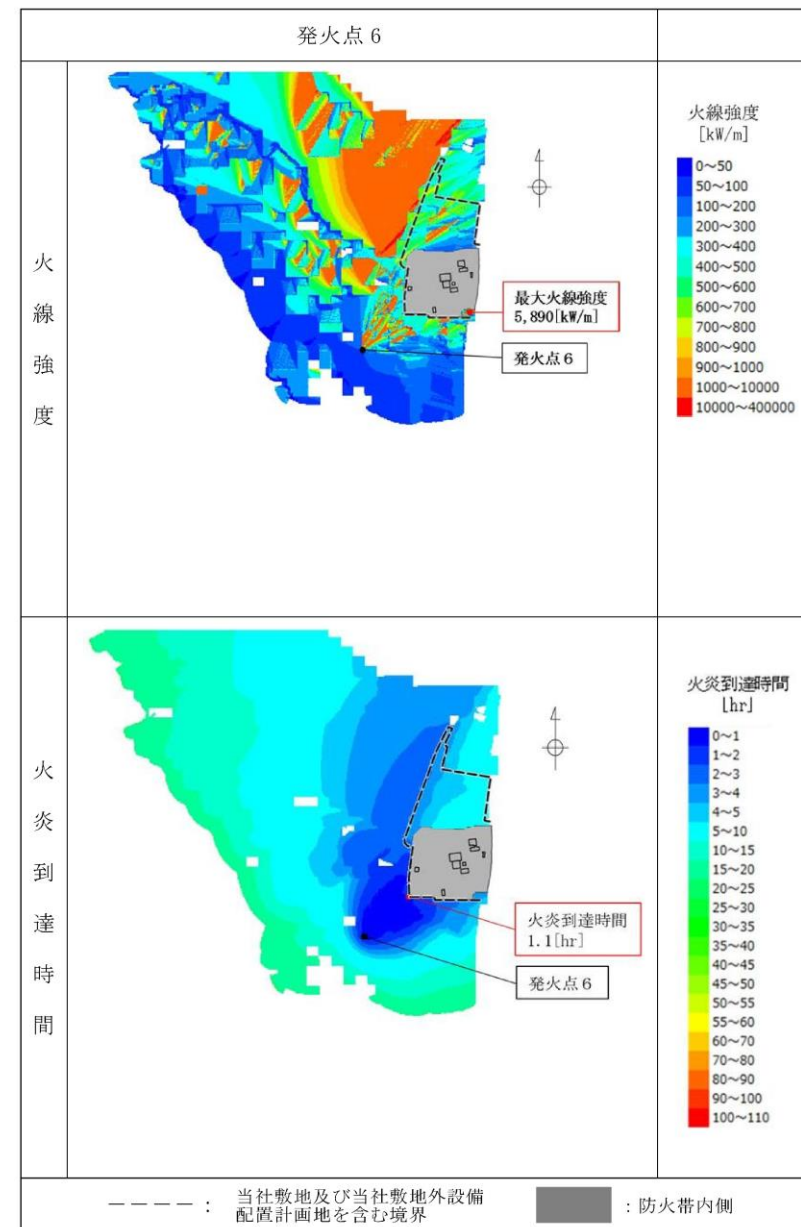 発火点6
火線強度
火線強度
[kW/m]
0～50
50～100
100～200
200～300
300～400
400～500
500～600
600～700
700～800
800～900
900～1000
1000～10000
10000～400000
最大火線強度
5,890[kW/m]
発火点6
火炎到達時間
火炎到達時間
[hr]
0～1
1～2
2～3
3～4
4～5
5～10
10～15
15～20
20～25
25～30
30～35
35～40
40～45
45～50
50～55
55～60
60～70
70～80
80～90
90～100
100～110
火炎到達時間
1.1[hr]
発火点6
----：
当社敷地及び当社敷地外設備
配置計画地を含む境界
：防火帯内側